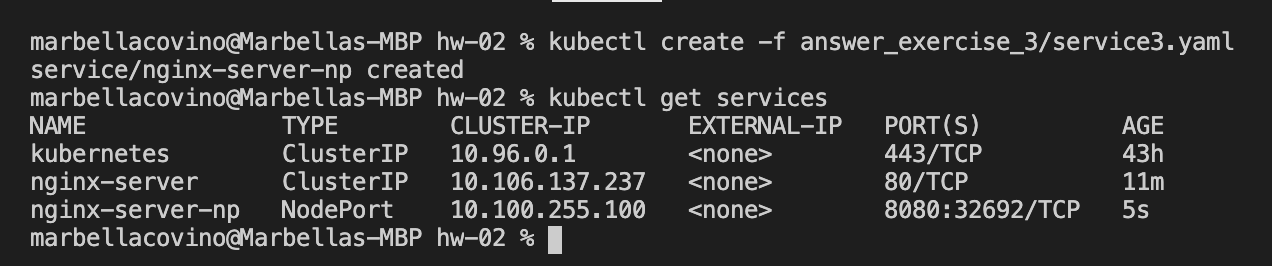 marbellacovino@Marbellas-MBP hw-02 % kubectl create -f answer_exercise_3/service3.yaml
service/nginx-server-np created
marbellacovino@Marbellas-MBP hw-02 % kubectl get services
NAME TYPE CLUSTER-IP EXTERNAL-IP PORT(S) AGE
kubernetes ClusterIP 10.96.0.1 <none> 443/TCP 43h
nginx-server ClusterIP 10.106.137.237 <none> 80/TCP 11m
nginx-server-np NodePort 10.100.255.100 <none> 8080:32692/TCP 5s
marbellacovino@Marbellas-MBP hw-02 %